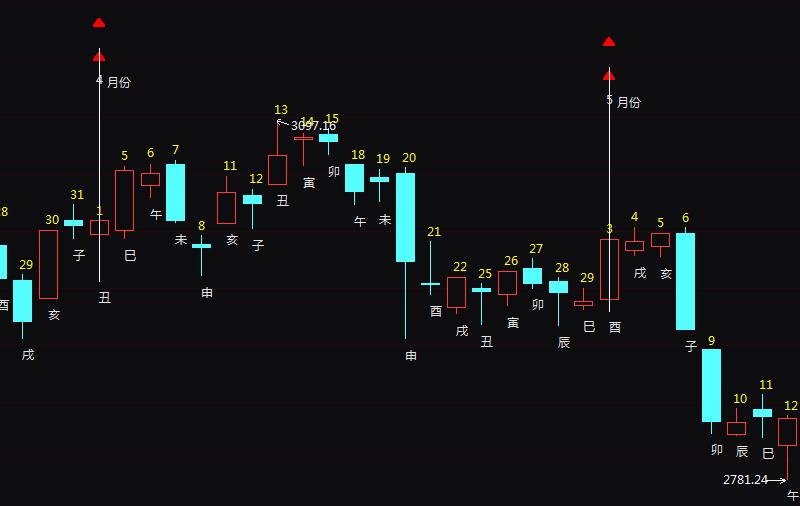 4 月份
5 月份
28
29
30
31
1
5
6
7
8
11
12
13
14
15
18
19
20
21
22
25
26
27
28
29
3
4
5
6
9
10
11
12
3097.16
2781.24
酉
戌
亥
子
丑
巳
午
未
申
亥
子
丑
寅
卯
午
未
申
酉
戌
丑
寅
卯
辰
巳
酉
戌
亥
子
卯
辰
巳
午